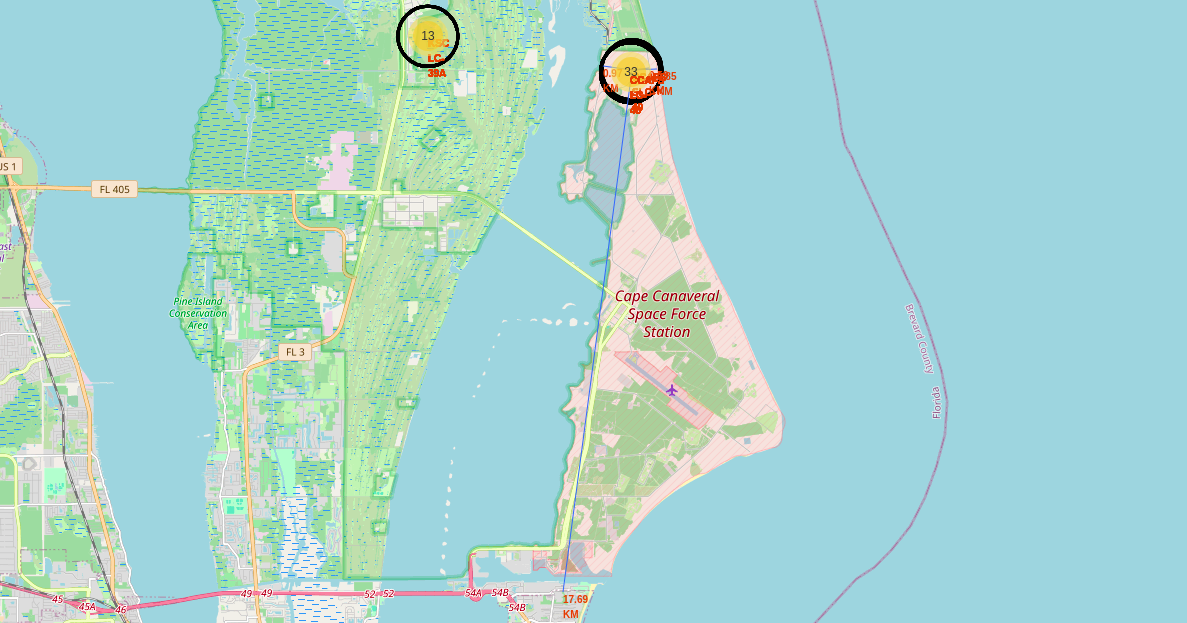 13
LC-
39A
33
KM
US 1
FL 405
Pine Island
Conservation
Area
Cape Canaveral
Space Force
Station
Brevard County
Florida
FL 3
45
45A
46
49
49
52
52
54A
54B
54B
17.69
KM